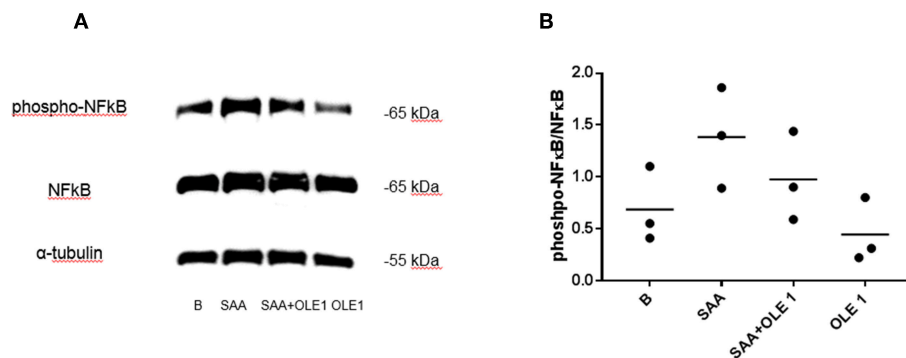 A
phospho-NFkB
-65 kDa
NFkB
-65 kDa
α-tubulin
-55 kDa
B SAA SAA+OLE1 OLE1
B
phoshpo-NFκB/NFκB
2.0
1.5
1.0
0.5
0.0
B
SAA
SAA+OLE 1
OLE 1